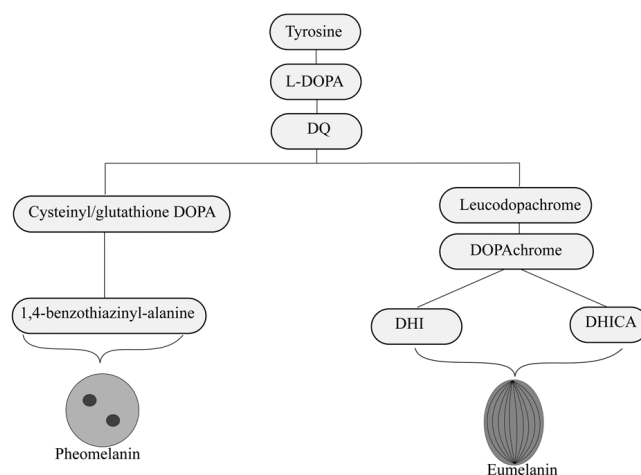 Tyrosine
L-DOPA
DQ
Cysteinyl/glutathione DOPA
Leucodopachrome
DOPAchrome
1,4-benzothiazinyl-alanine
DHI
DHICA
Pheomelanin
Eumelanin